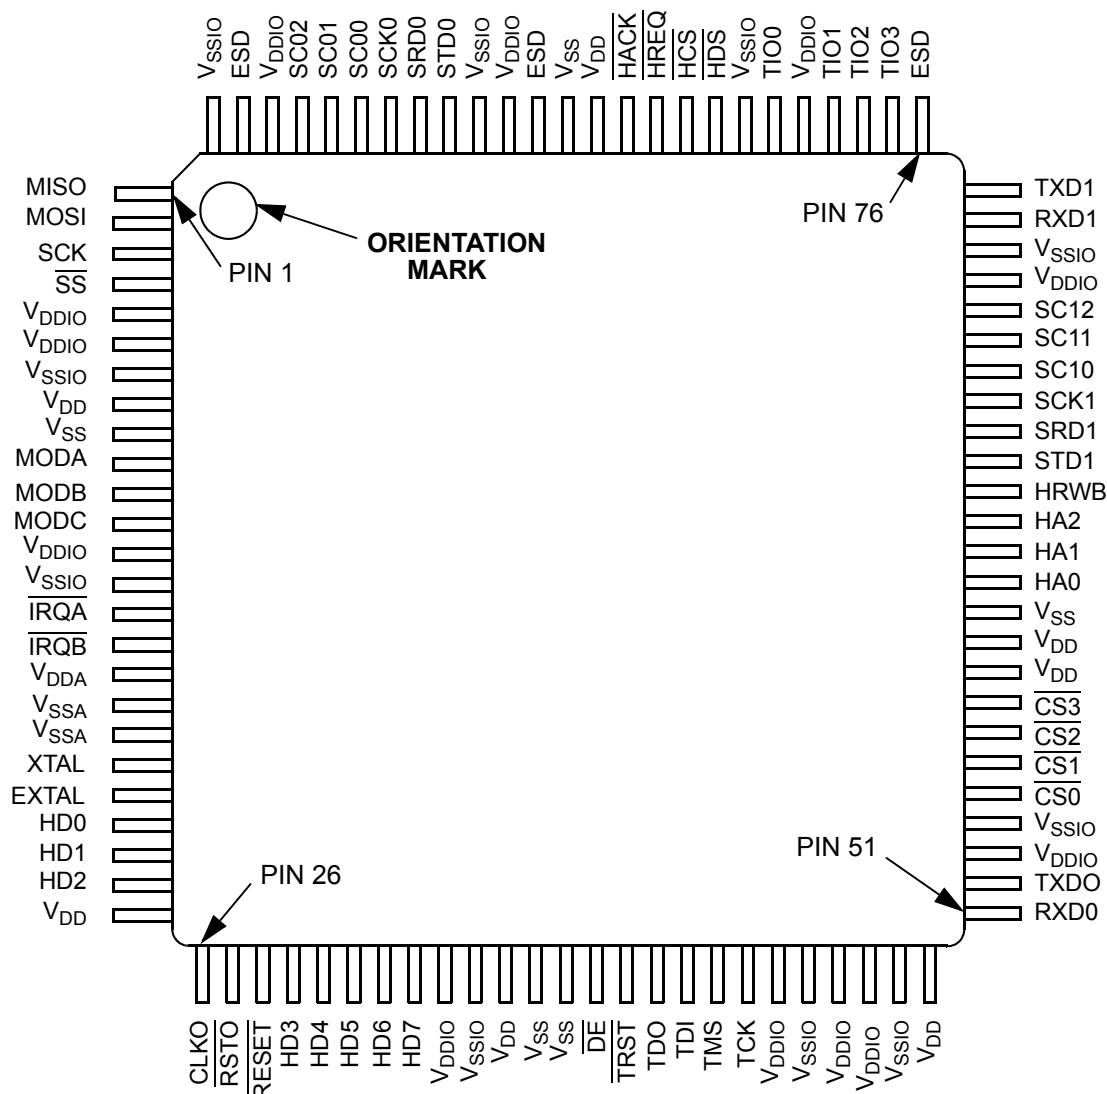 VSSIO
ESD
VDDIO
SC02
SC01
SC00
SCK0
SRD0
STD0
VSSIO
VDDIO
ESD
VSS
VDD
HACK
HREQ
HCS
HDS
VSSIO
TIO0
VDDIO
TIO1
TIO2
TIO3
ESD
MISO
MOSI
SCK
SS
VDDIO
VDDIO
VSSIO
VDD
VSS
MODA
MODB
MODC
VDDIO
VSSIO
IRQA
IRQB
VDDA
VSSA
VSSA
XTAL
EXTAL
HD0
HD1
HD2
VDD
PIN 1
ORIENTATION
MARK
PIN 76
PIN 26
PIN 51
TXD1
RXD1
VSSIO
VDDIO
SC12
SC11
SC10
SCK1
SRD1
STD1
HRWB
HA2
HA1
HA0
VSS
VDD
VDD
CS3
CS2
CS1
CS0
VSSIO
VDDIO
TXDO
RXD0
CLKO
RSTO
RESET
HD3
HD4
HD5
HD6
HD7
VDDIO
VSSIO
VDD
VSS
VSS
DE
TRST
TDO
TDI
TMS
TCK
VDDIO
VSSIO
VDDIO
VDDIO
VSSIO
VDD